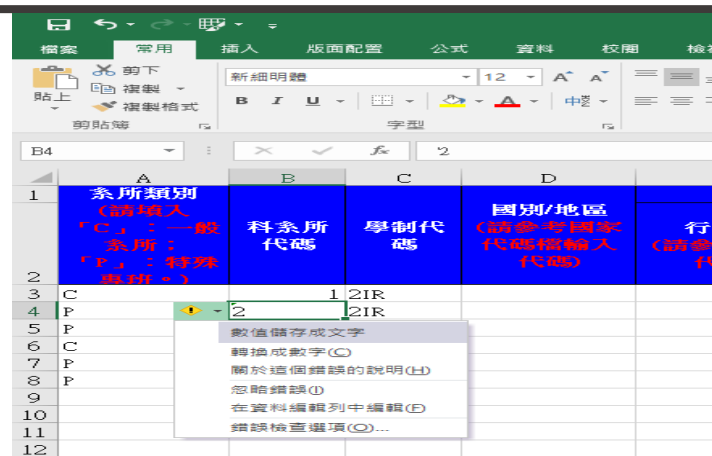 檔案 常用 插入 版面配置 公式 資料 校閱 檢
貼上
剪下
複製
複製格式
剪貼簿
新細明體 12 A A
B I U A 中
字型
B4 fx '2
A B C D
1 2 3 4 5 6 7 8 9 10 11 12
系所類別
(請填入
「C」：一般
系所；
「P」：特殊
專班。)
科系所
代碼
學制代
碼
國別/地區
(請參考國家
代碼檔輸入
代碼)
行
(請參
C 1 2IR
P 2 2IR
P
C
P
P
數值儲存成文字
轉換成數字(C)
關於這個錯誤的說明(H)
忽略錯誤(I)
在資料編輯列中編輯(F)
錯誤檢查選項(O)...